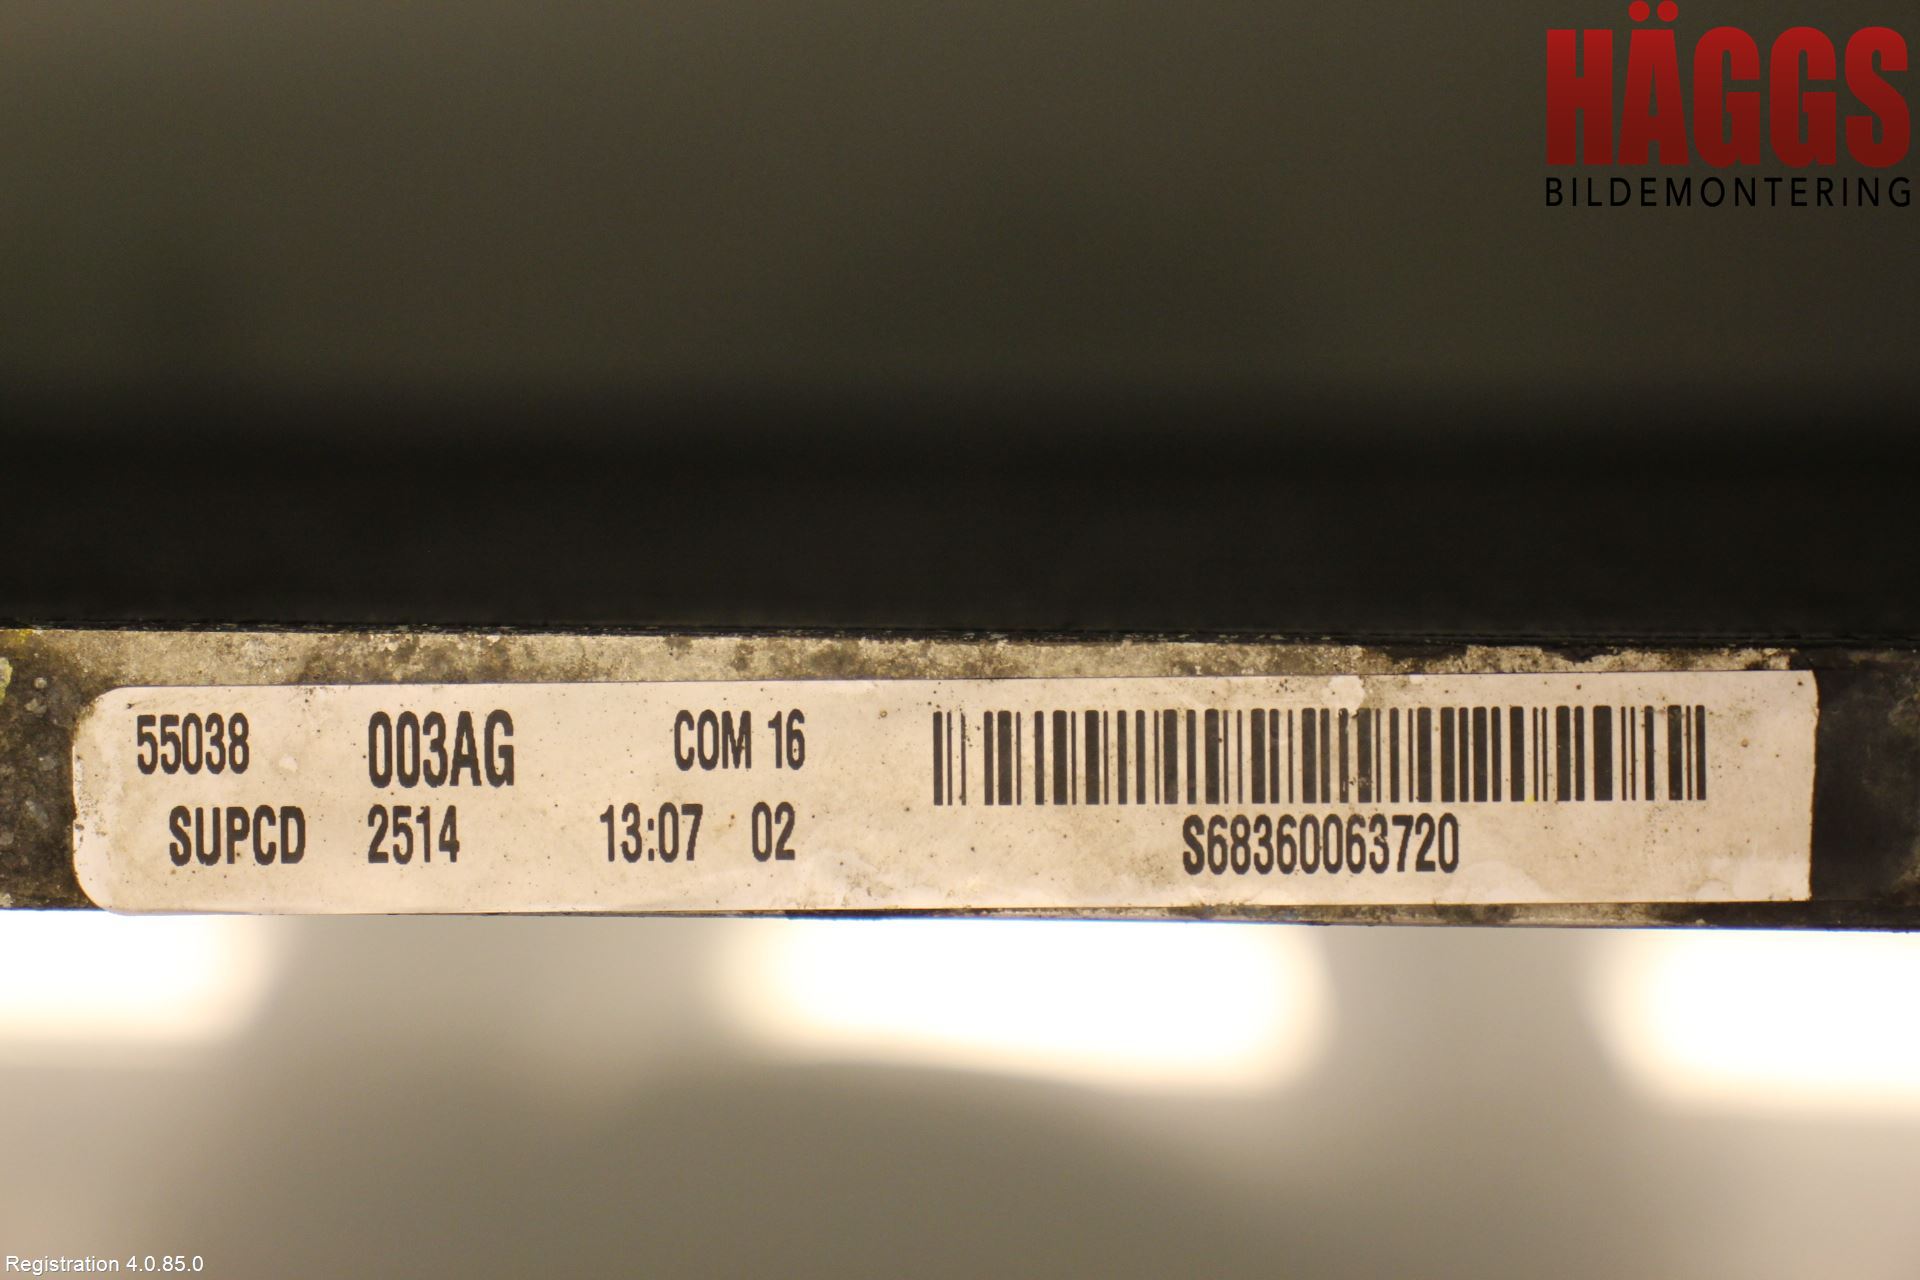 HÄGGS
BILDEMONTERING
55038 003AG COM 16
SUPCD 2514 13:07 02
S68360063720
Registration 4.0.85.0